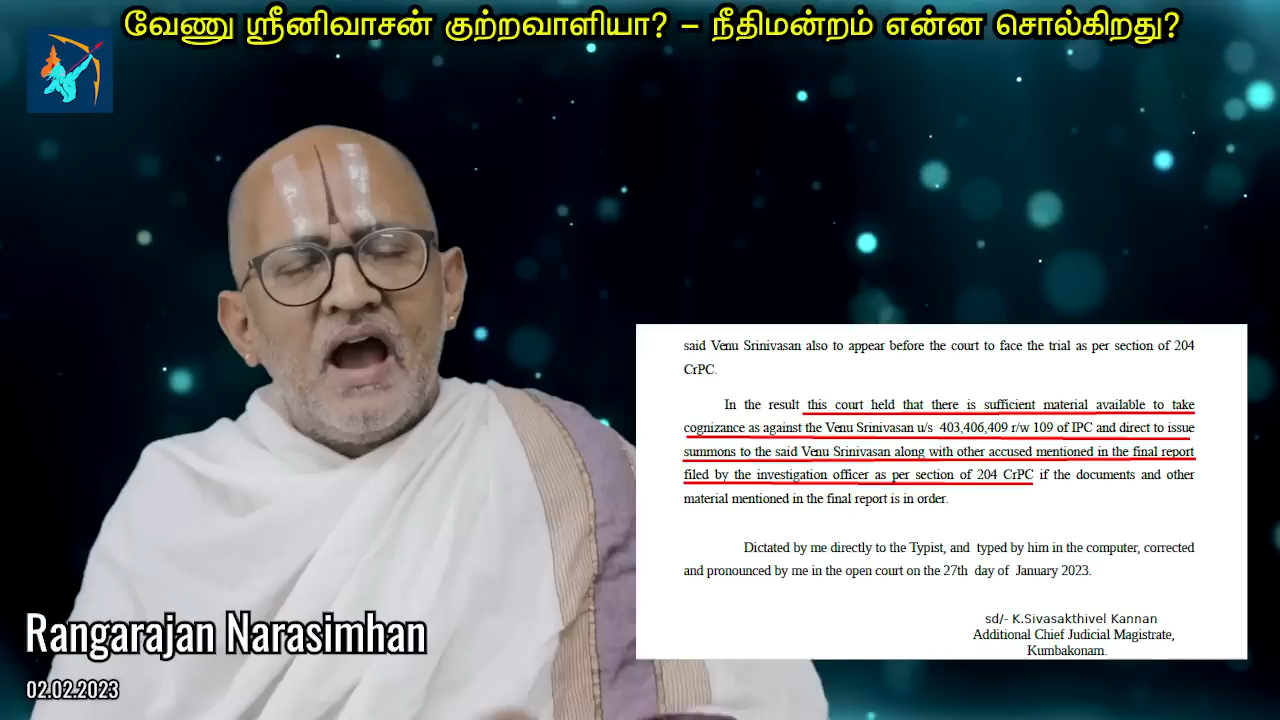 வேணு ஸ்ரீனிவாசன் குற்றவாளியா? – நீதிமன்றம் என்ன சொல்கிறது?
said Venu Srinivasan also to appear before the court to face the trial as per section of 204
CrPC.
In the result this court held that there is sufficient material available to take
cognizance as against the Venu Srinivasan u/s 403,406,409 r/w 109 of IPC and direct to issue
summons to the said Venu Srinivasan along with other accused mentioned in the final report
filed by the investigation officer as per section of 204 CrPC if the documents and other
material mentioned in the final report is in order.
Dictated by me directly to the Typist, and typed by him in the computer, corrected
and pronounced by me in the open court on the 27th day of January 2023.
sd/- K.Sivasakthivel Kannan
Additional Chief Judicial Magistrate,
Kumbakonam.
Rangarajan Narasimhan
02.02.2023